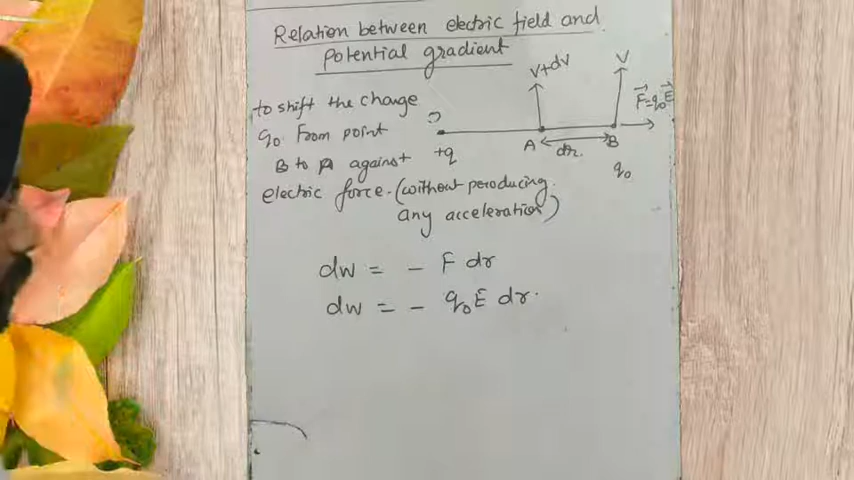 Relation between electric field and
Potential gradient
to shift the charge
q₀ From point
B to A against
electric force. (without peroducing
any acceleration)
V+dV
V
F⃗=q₀E⃗
+q
A
dr.
B
q₀
dw = - F dr
dw = - q₀E dr.